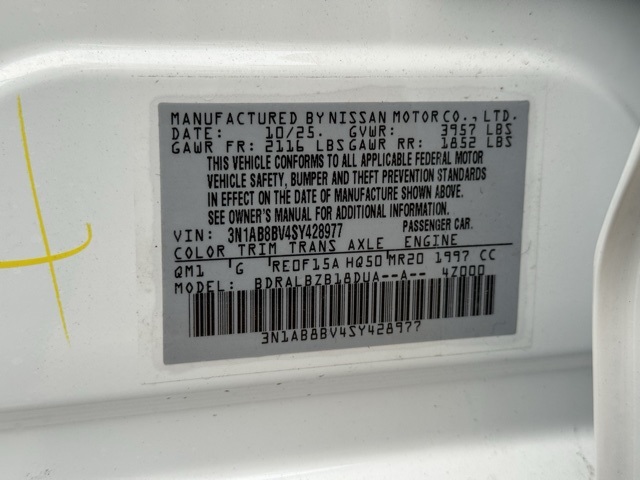 MANUFACTURED BY NISSAN MOTOR CO., LTD.
DATE: 10/25. GVWR: 3957 LBS
GAWR FR: 2116 LBS GAWR RR: 1852 LBS
THIS VEHICLE CONFORMS TO ALL APPLICABLE FEDERAL MOTOR
VEHICLE SAFETY, BUMPER AND THEFT PREVENTION STANDARDS
IN EFFECT ON THE DATE OF MANUFACTURE SHOWN ABOVE.
SEE OWNER'S MANUAL FOR ADDITIONAL INFORMATION.
VIN: 3N1AB8BV4SY428977 PASSENGER CAR.
COLOR TRIM TRANS AXLE ENGINE
QM1 G RE0F15A HQ50 MR20 1997 CC
MODEL: BDRALBZB18DUA--A-- 4Z000
3N1AB8BV4SY428977